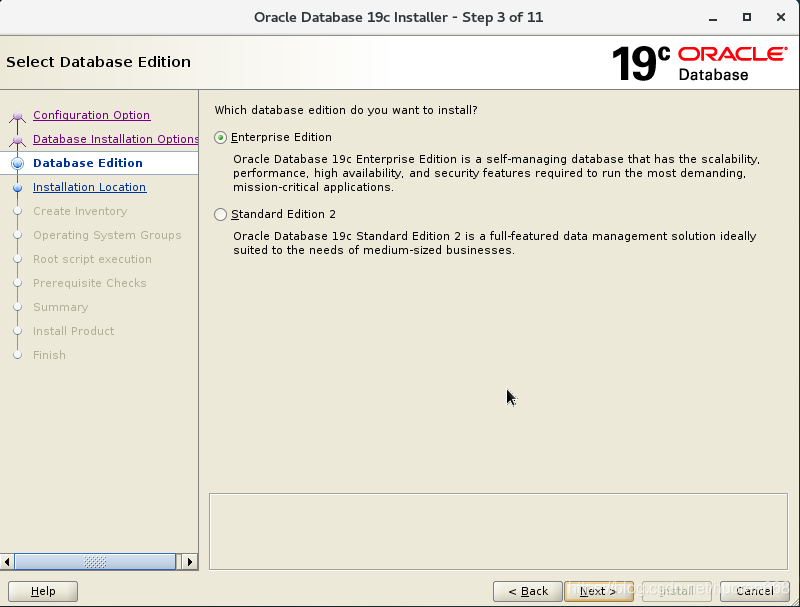 Oracle Database 19c Installer - Step 3 of 11
Select Database Edition
19c ORACLE
Database
Configuration Option
Database Installation Options
Database Edition
Installation Location
Create Inventory
Operating System Groups
Root script execution
Prerequisite Checks
Summary
Install Product
Finish
Which database edition do you want to install?
Enterprise Edition
Oracle Database 19c Enterprise Edition is a self-managing database that has the scalability,
performance, high availability, and security features required to run the most demanding,
mission-critical applications.
Standard Edition 2
Oracle Database 19c Standard Edition 2 is a full-featured data management solution ideally
suited to the needs of medium-sized businesses.
Help
< Back
Next >
Install
Cancel